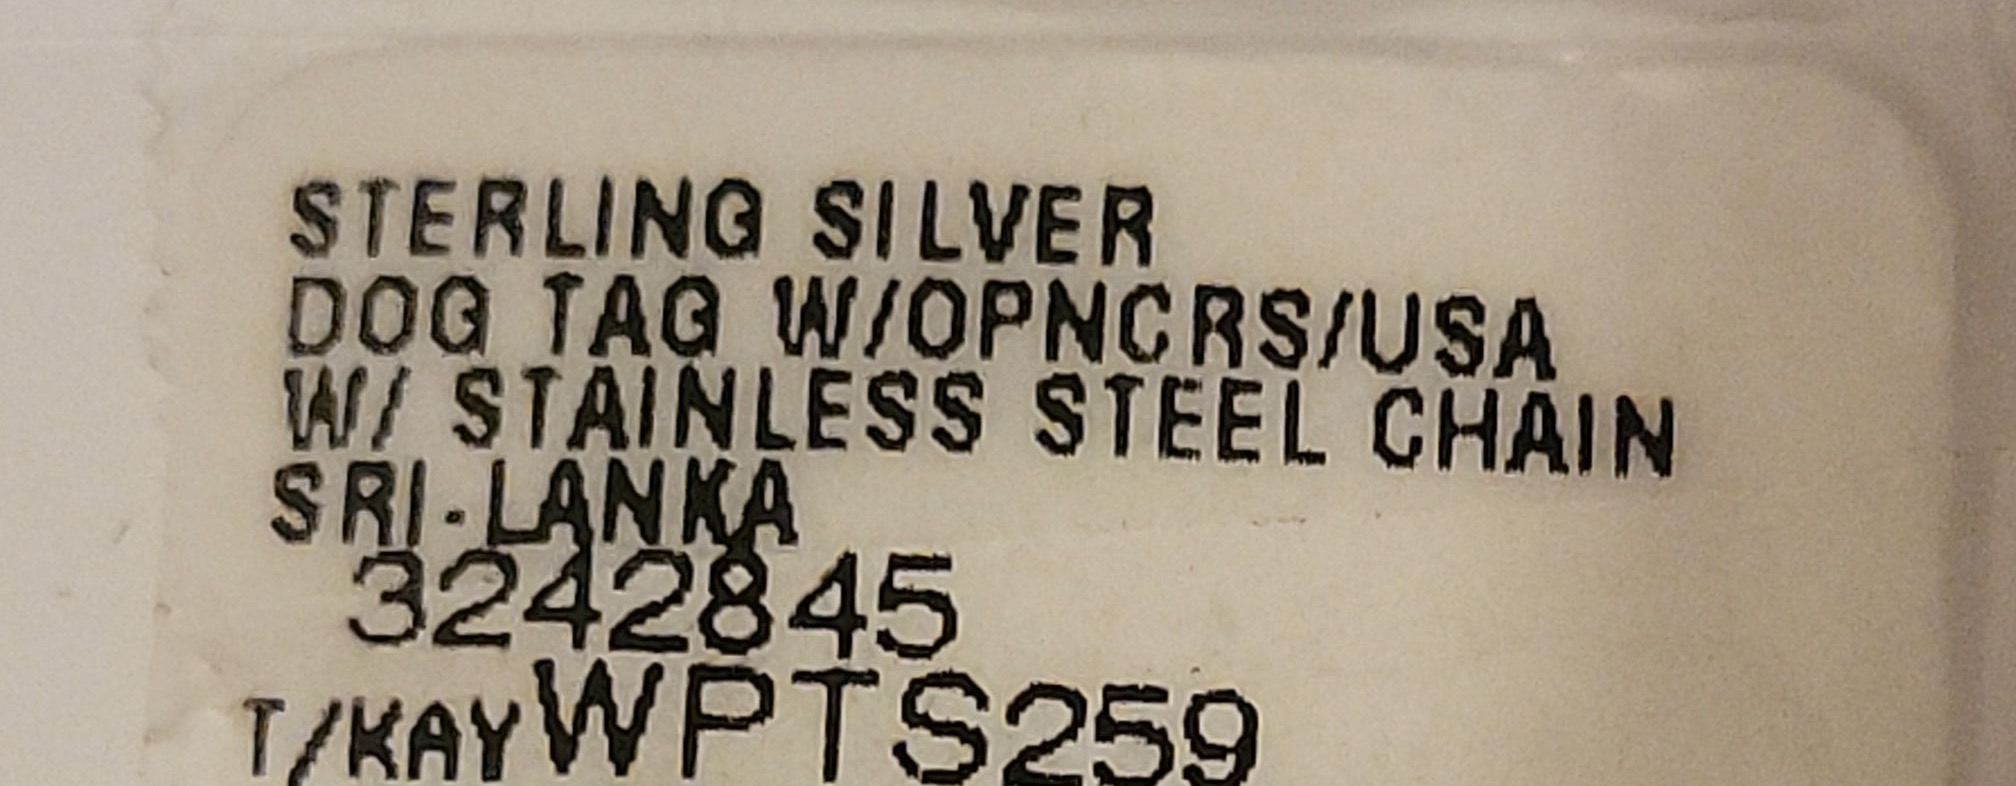 STERLING SILVER
DOG TAG W/OPNCRS/USA
W/ STAINLESS STEEL CHAIN
SRI-LANKA
3242845
T/KAY WPTS259